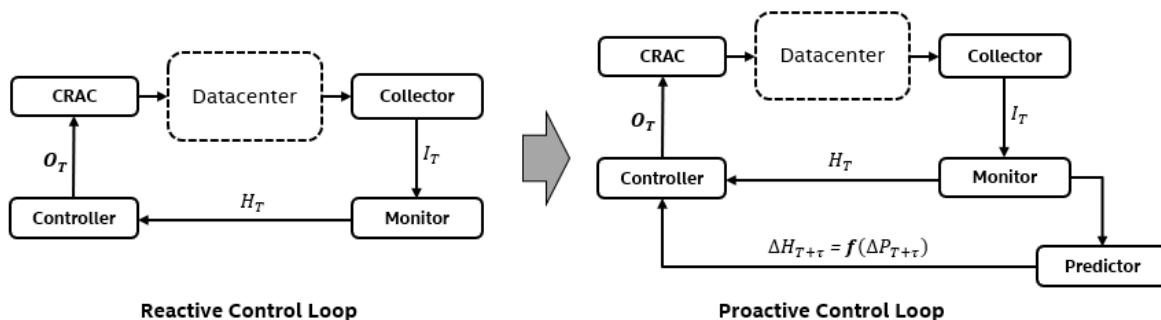 CRAC
Datacenter
Collector
O_T
I_T
Controller
H_T
Monitor
Reactive Control Loop
CRAC
Datacenter
Collector
O_T
I_T
Controller
H_T
Monitor
ΔH_{T+τ} = f(ΔP_{T+τ})
Predictor
Proactive Control Loop